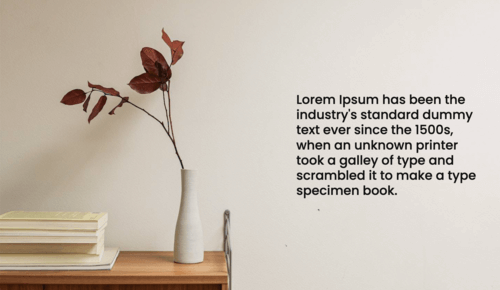 Lorem Ipsum has been the
industry's standard dummy
text ever since the 1500s,
when an unknown printer
took a galley of type and
scrambled it to make a type
specimen book.